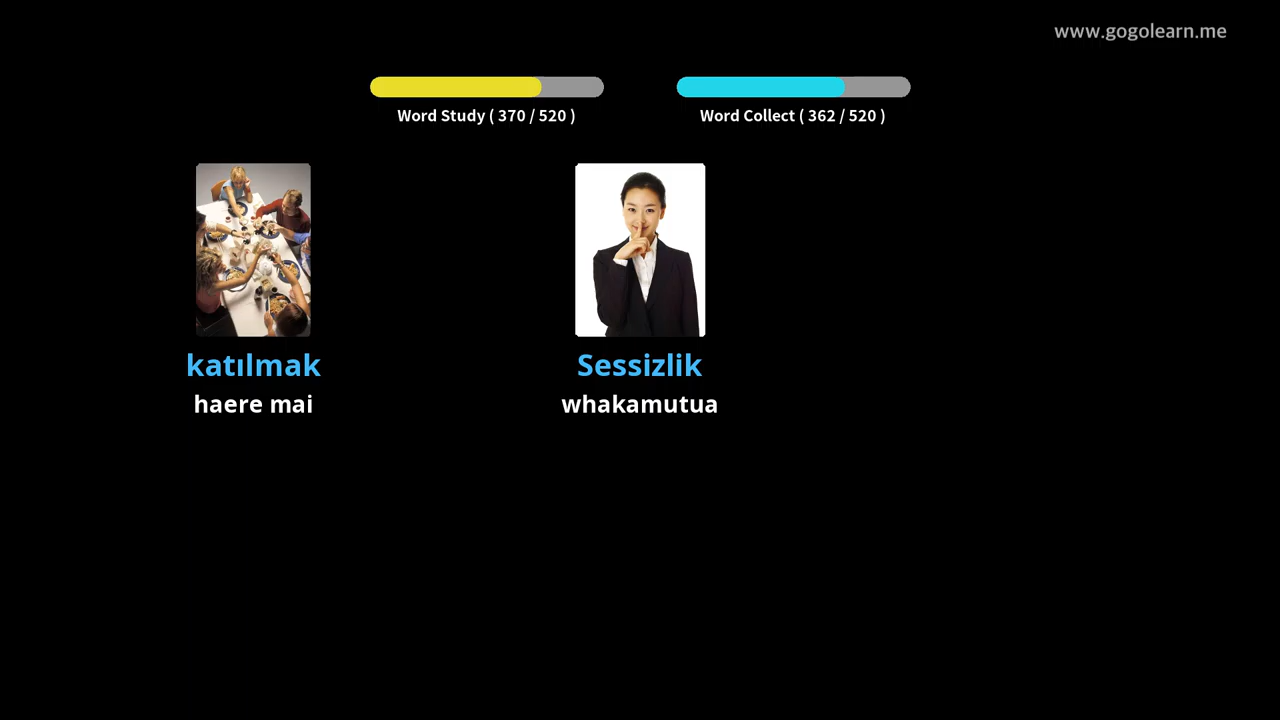 www.gogolearn.me
Word Study ( 370 / 520 )
Word Collect ( 362 / 520 )
katılmak
haere mai
Sessizlik
whakamutua